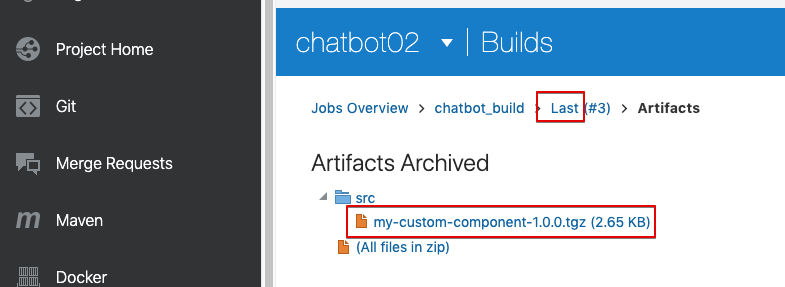 Project Home
Git
Merge Requests
m Maven
Docker
chatbot02 Builds
Jobs Overview > chatbot_build > Last (#3) > Artifacts
Artifacts Archived
src
my-custom-component-1.0.0.tgz (2.65 KB)
(All files in zip)